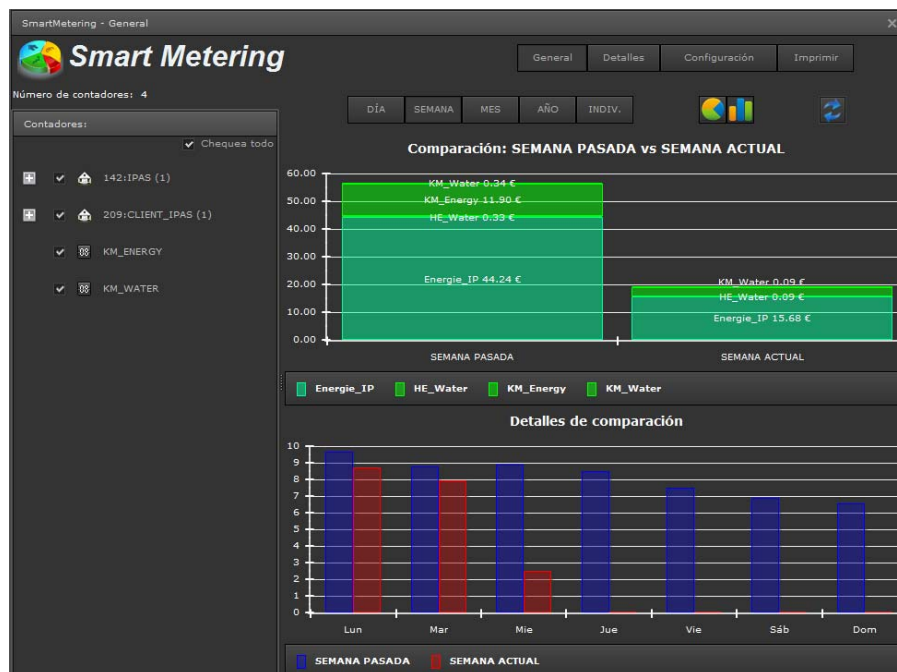 SmartMetering - General
Smart Metering
General Detalles Configuración Imprimir
Número de contadores: 4
DÍA SEMANA MES AÑO INDIV.
Contadores:
Chequea todo
142:IPAS (1)
209:CLIENT_IPAS (1)
KM_ENERGY
KM_WATER
Comparación: SEMANA PASADA vs SEMANA ACTUAL
60.00
50.00
40.00
30.00
20.00
10.00
0.00
KM_Water 0.34 €
KM_Energy 11.90 €
HE_Water 0.33 €
Energie_IP 44.24 €
KM_Water 0.09 €
HE_Water 0.09 €
Energie_IP 15.68 €
SEMANA PASADA SEMANA ACTUAL
Energie_IP HE_Water KM_Energy KM_Water
Detalles de comparación
10
9
8
7
6
5
4
3
2
1
0
Lun Mar Mie Jue Vie Sáb Dom
SEMANA PASADA SEMANA ACTUAL